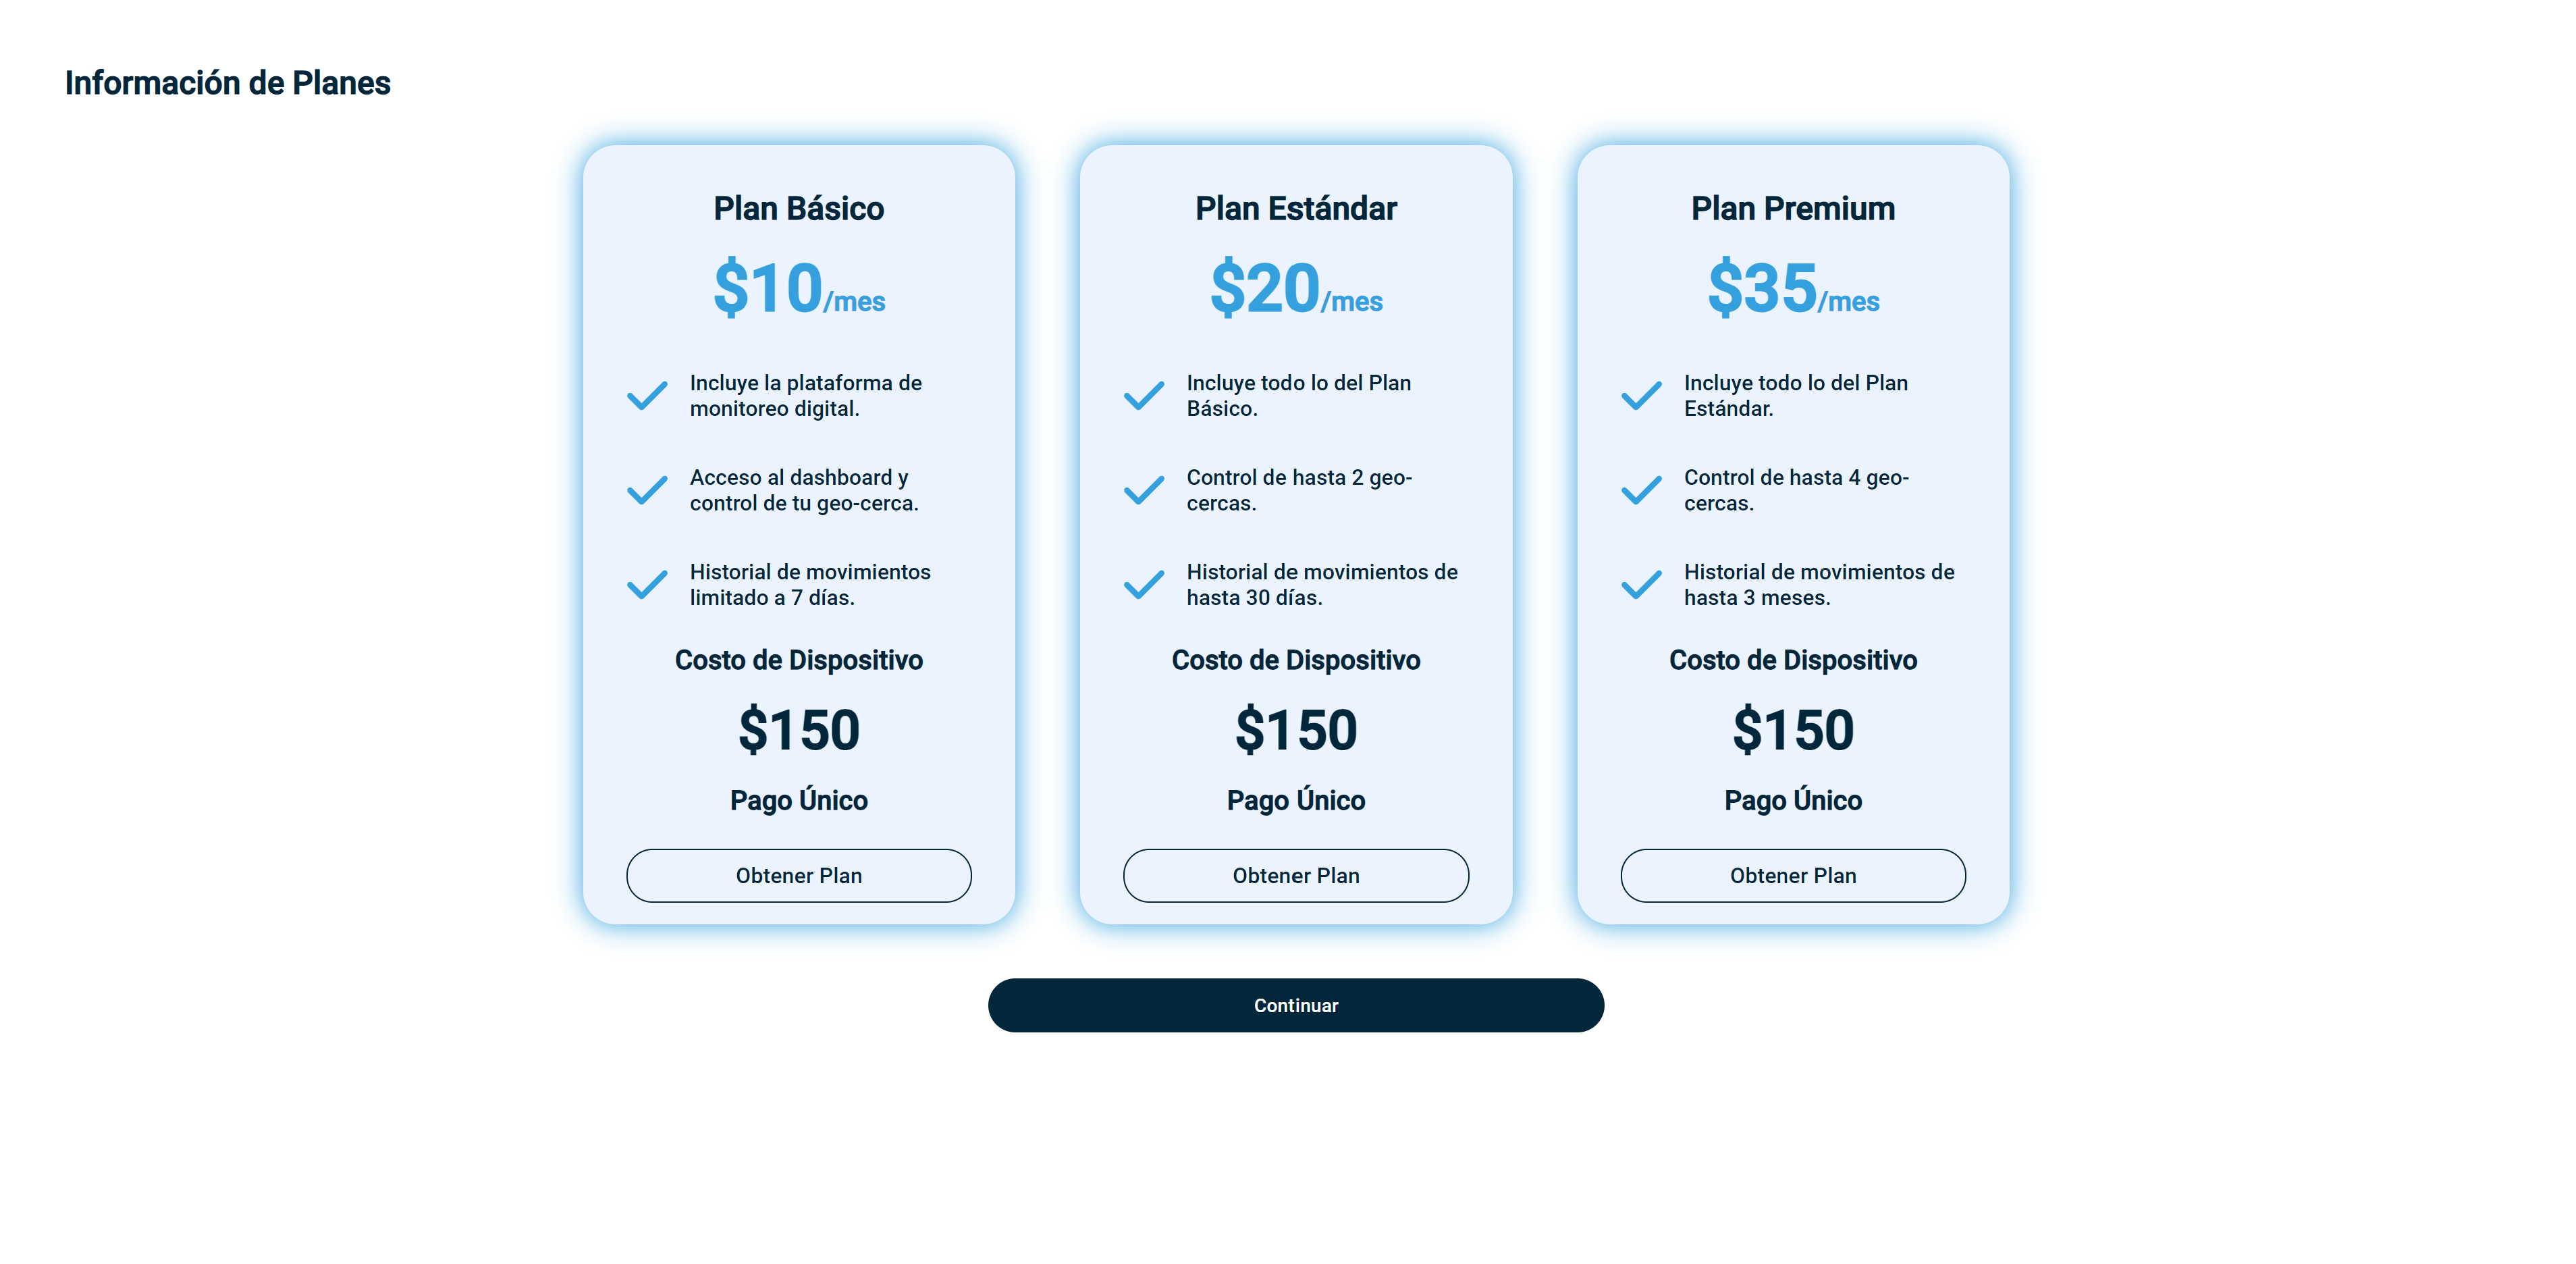 Información de Planes
Plan Básico
$10/mes
Incluye la plataforma de
monitoreo digital.
Acceso al dashboard y
control de tu geo-cerca.
Historial de movimientos
limitado a 7 días.
Costo de Dispositivo
$150
Pago Único
Obtener Plan
Plan Estándar
$20/mes
Incluye todo lo del Plan
Básico.
Control de hasta 2 geo-
cercas.
Historial de movimientos de
hasta 30 días.
Costo de Dispositivo
$150
Pago Único
Obtener Plan
Plan Premium
$35/mes
Incluye todo lo del Plan
Estándar.
Control de hasta 4 geo-
cercas.
Historial de movimientos de
hasta 3 meses.
Costo de Dispositivo
$150
Pago Único
Obtener Plan
Continuar